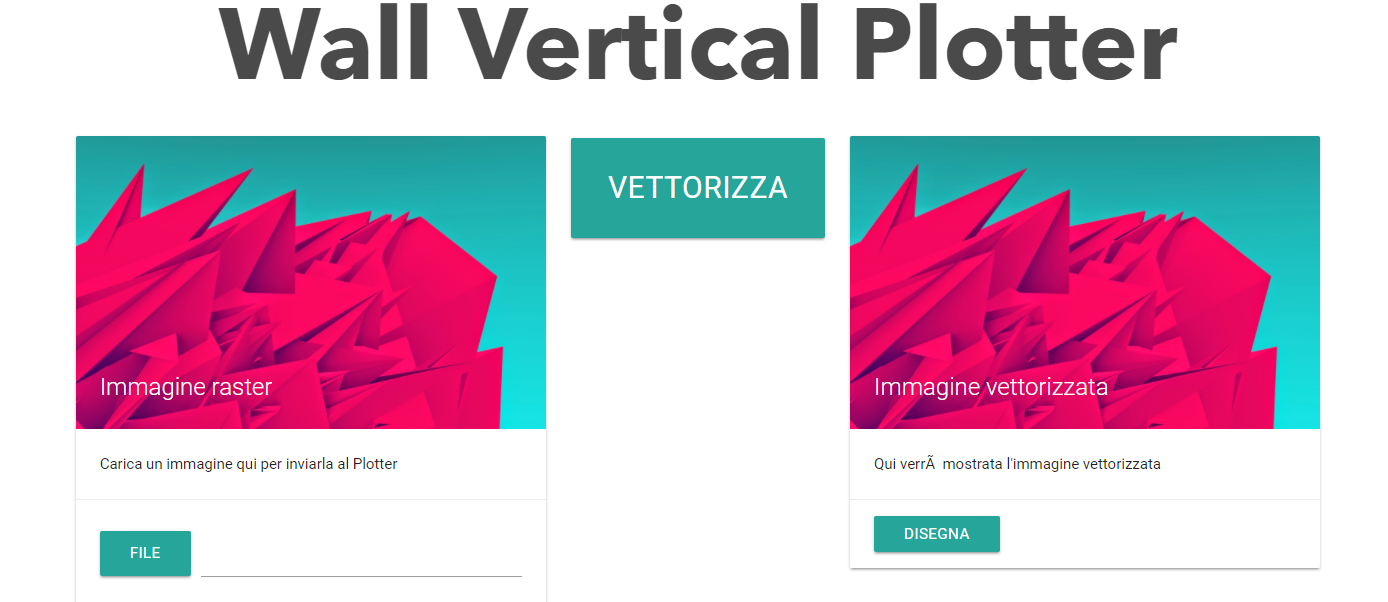 Wall Vertical Plotter
Immagine raster
Carica un immagine qui per inviarla al Plotter
FILE
VETTORIZZA
Immagine vettorizzata
Qui verrÃ  mostrata l'immagine vettorizzata
DISEGNA